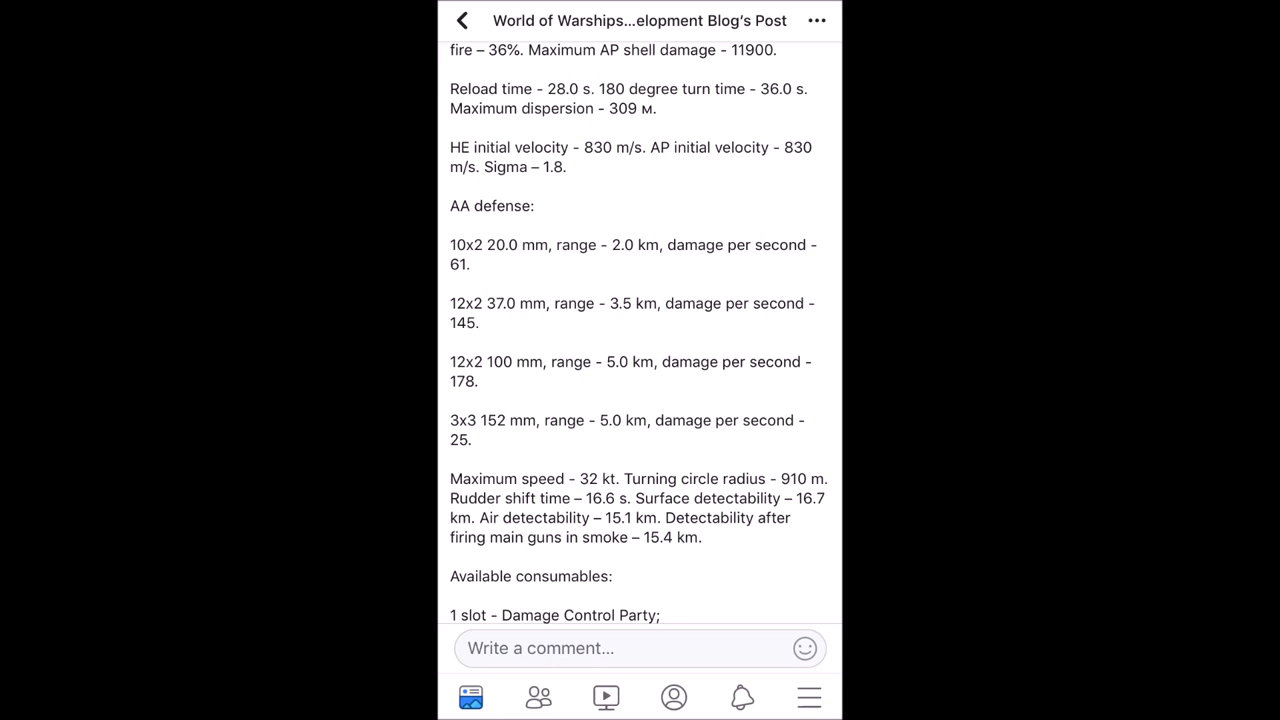 World of Warships...elopment Blog's Post
fire – 36%. Maximum AP shell damage - 11900.
Reload time - 28.0 s. 180 degree turn time - 36.0 s.
Maximum dispersion - 309 м.
HE initial velocity - 830 m/s. AP initial velocity - 830
m/s. Sigma – 1.8.
AA defense:
10x2 20.0 mm, range - 2.0 km, damage per second -
61.
12x2 37.0 mm, range - 3.5 km, damage per second -
145.
12x2 100 mm, range - 5.0 km, damage per second -
178.
3x3 152 mm, range - 5.0 km, damage per second -
25.
Maximum speed - 32 kt. Turning circle radius - 910 m.
Rudder shift time – 16.6 s. Surface detectability – 16.7
km. Air detectability – 15.1 km. Detectability after
firing main guns in smoke – 15.4 km.
Available consumables:
1 slot - Damage Control Party;
Write a comment...